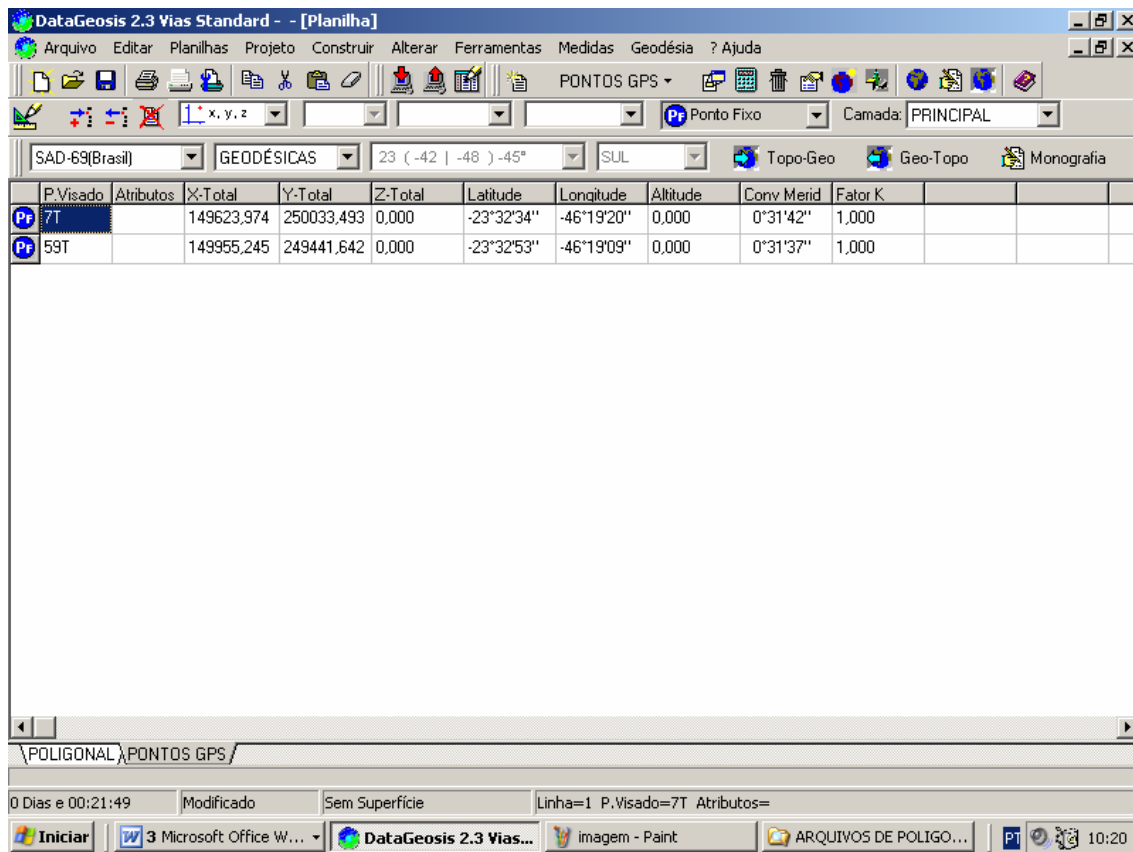 DataGeosis 2.3 Vias Standard - - [Planilha]
Arquivo Editar Planilhas Projeto Construir Alterar Ferramentas Medidas Geodésia ? Ajuda
PONTOS GPS
x, y, z Pf Ponto Fixo Camada: PRINCIPAL
SAD-69(Brasil) GEODÉSICAS 23 ( -42 | -48 ) -45° SUL Topo-Geo Geo-Topo Monografia
P.Visado Atributos X-Total Y-Total Z-Total Latitude Longitude Altitude Conv Merid Fator K
Pf 7T 149623,974 250033,493 0,000 -23°32'34'' -46°19'20'' 0,000 0°31'42'' 1,000
Pf 59T 149955,245 249441,642 0,000 -23°32'53'' -46°19'09'' 0,000 0°31'37'' 1,000
POLIGONAL PONTOS GPS
0 Dias e 00:21:49 Modificado Sem Superfície Linha=1 P.Visado=7T Atributos=
Iniciar 3 Microsoft Office W... DataGeosis 2.3 Vias... imagem - Paint ARQUIVOS DE POLIGO... PT 10:20